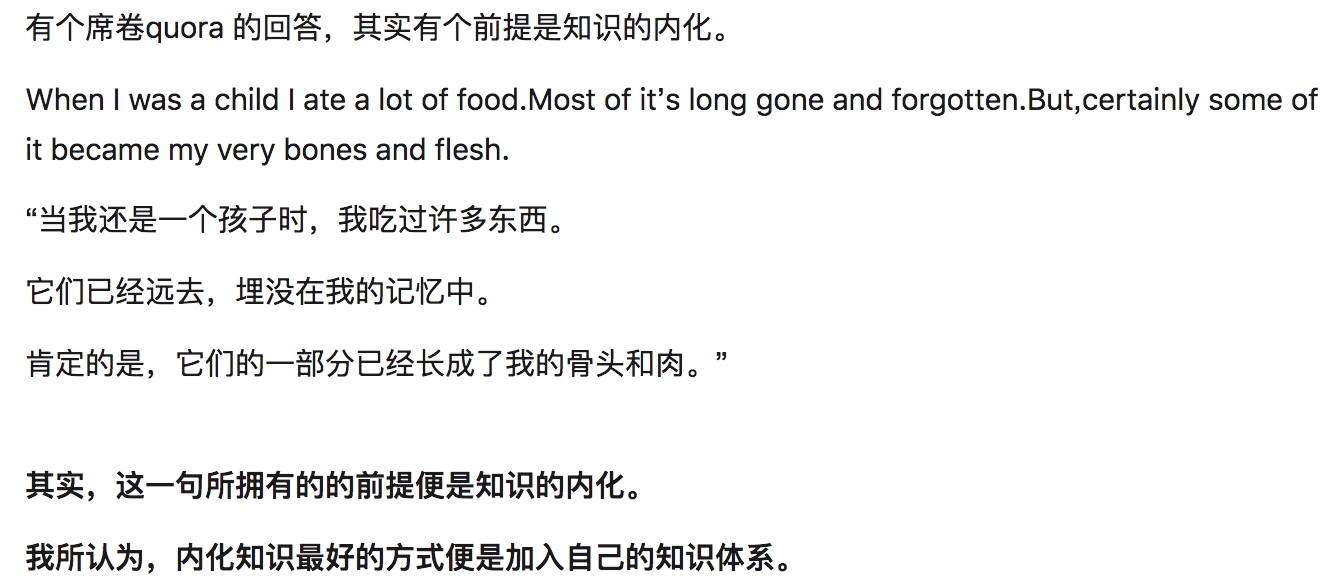 有个席卷quora 的回答，其实有个前提是知识的内化。
When I was a child I ate a lot of food.Most of it’s long gone and forgotten.But,certainly some of
it became my very bones and flesh.
“当我还是一个孩子时，我吃过许多东西。
它们已经远去，埋没在我的记忆中。
肯定的是，它们的一部分已经长成了我的骨头和肉。”
其实，这一句所拥有的的前提便是知识的内化。
我所认为，内化知识最好的方式便是加入自己的知识体系。